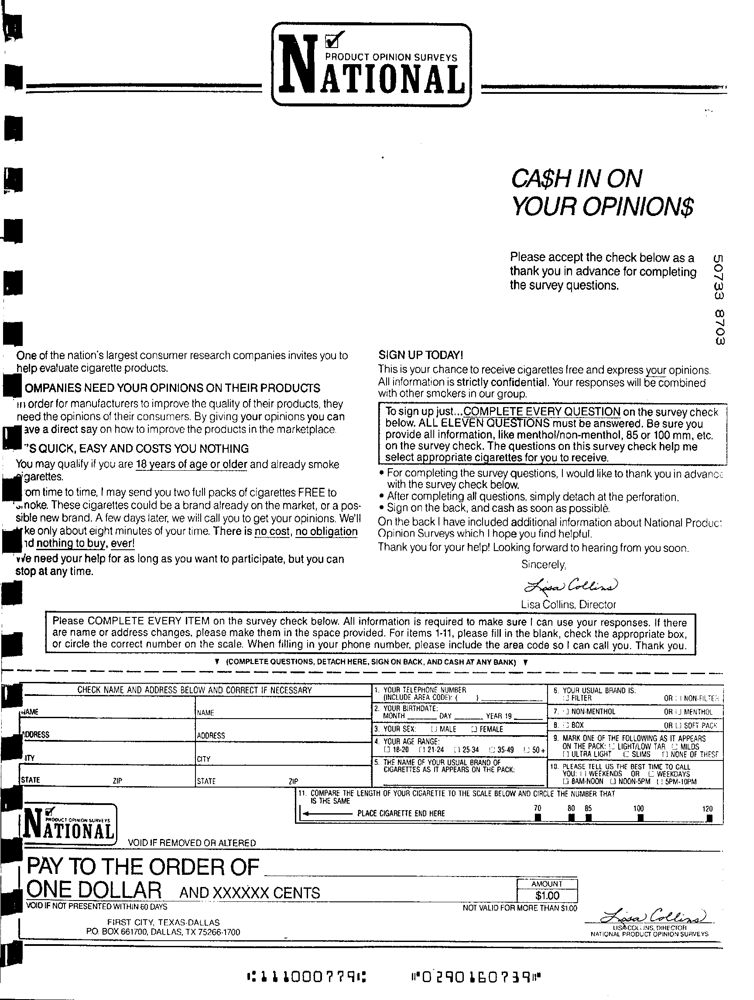 NATIONAL
PRODUCT OPINION SURVEYS
CA$H IN ON
YOUR OPINION$
Please accept the check below as a
thank you in advance for completing
the survey questions.
50733 8703
One of the nation's largest consumer research companies invites you to
help evaluate cigarette products.
OMPANIES NEED YOUR OPINIONS ON THEIR PRODUCTS
in order for manufacturers to improve the quality of their products, they
need the opinions of their consumers. By giving your opinions you can
ave a direct say on how to improve the products in the marketplace.
'S QUICK, EASY AND COSTS YOU NOTHING
You may qualify if you are 18 years of age or older and already smoke
garettes.
om time to time, I may send you two full packs of cigarettes FREE to
smoke. These cigarettes could be a brand already on the market, or a pos-
sible new brand. A few days later, we will call you to get your opinions. We'll
ke only about eight minutes of your time. There is no cost, no obligation
nd nothing to buy, ever!
We need your help for as long as you want to participate, but you can
stop at any time.
SIGN UP TODAY!
This is your chance to receive cigarettes free and express your opinions.
All information is strictly confidential. Your responses will be combined
with other smokers in our group.
To sign up just...COMPLETE EVERY QUESTION on the survey check
below. ALL ELEVEN QUESTIONS must be answered. Be sure you
provide all information, like menthol/non-menthol, 85 or 100 mm, etc.
on the survey check. The questions on this survey check help me
select appropriate cigarettes for you to receive.
• For completing the survey questions, I would like to thank you in advance
with the survey check below.
• After completing all questions, simply detach at the perforation.
• Sign on the back, and cash as soon as possible.
On the back I have included additional information about National Produc
Opinion Surveys which I hope you find helpful.
Thank you for your help! Looking forward to hearing from you soon.
Sincerely,
Lisa Collins
Lisa Collins, Director
Please COMPLETE EVERY ITEM on the survey check below. All information is required to make sure I can use your responses. If there
are name or address changes, please make them in the space provided. For items 1-11, please fill in the blank, check the appropriate box,
or circle the correct number on the scale. When filling in your phone number, please include the area code so I can call you. Thank you.
▼ (COMPLETE QUESTIONS, DETACH HERE, SIGN ON BACK, AND CASH AT ANY BANK) ▼
CHECK NAME AND ADDRESS BELOW AND CORRECT IF NECESSARY
NAME NAME
ADDRESS ADDRESS
ITY CITY
STATE ZIP STATE ZIP
1. YOUR TELEPHONE NUMBER
(INCLUDE AREA CODE): ( )
2. YOUR BIRTHDATE:
MONTH ____ DAY ____ YEAR 19 ____
3. YOUR SEX: [] MALE [] FEMALE
4. YOUR AGE RANGE:
[] 18-20 [] 21-24 [] 25-34 [] 35-49 [] 50+
5. THE NAME OF YOUR USUAL BRAND OF
CIGARETTES AS IT APPEARS ON THE PACK:
6. YOUR USUAL BRAND IS:
[] FILTER OR [] NON-FILTER
7. [] NON-MENTHOL OR [] MENTHOL
8. [] BOX OR [] SOFT PACK
9. MARK ONE OF THE FOLLOWING AS IT APPEARS
ON THE PACK: [] LIGHT/LOW TAR [] MILDS
[] ULTRA LIGHT [] SLIMS [] NONE OF THESE
10. PLEASE TELL US THE BEST TIME TO CALL
YOU: [] WEEKENDS OR [] WEEKDAYS
[] 8AM-NOON [] NOON-5PM [] 5PM-10PM
11. COMPARE THE LENGTH OF YOUR CIGARETTE TO THE SCALE BELOW AND CIRCLE THE NUMBER THAT
IS THE SAME
PLACE CIGARETTE END HERE 70 80 85 100 120
PRODUCT OPINION SURVEYS
NATIONAL
VOID IF REMOVED OR ALTERED
PAY TO THE ORDER OF
ONE DOLLAR AND XXXXXX CENTS
AMOUNT
$1.00
VOID IF NOT PRESENTED WITHIN 60 DAYS
NOT VALID FOR MORE THAN $1.00
FIRST CITY, TEXAS-DALLAS
P.O. BOX 661700, DALLAS, TX 75266-1700
Lisa Collins
LISA COLLINS, DIRECTOR
NATIONAL PRODUCT OPINION SURVEYS
⑆111000779⑆ ⑈0290160739⑈